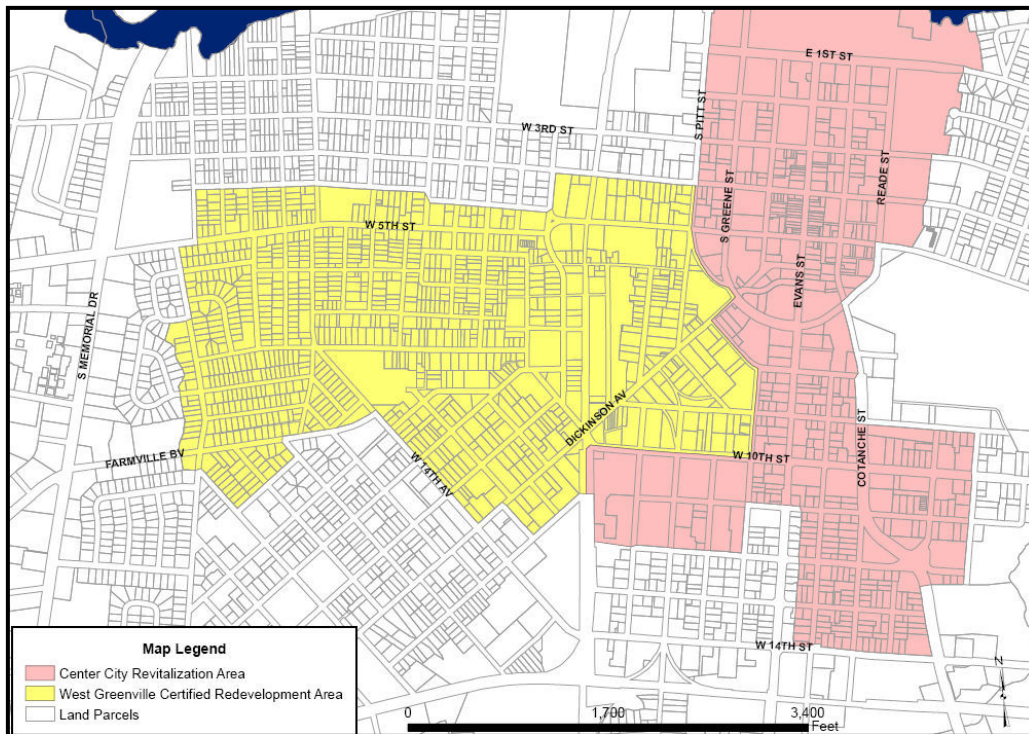 E 1ST ST
S PITT ST
W 3RD ST
READE ST
S GREENE ST
W 5TH ST
EVANS ST
S MEMORIAL DR
DICKINSON AV
COTANCHE ST
FARMVILLE BV
W 10TH ST
W 14TH AV
W 14TH ST
Map Legend
Center City Revitalization Area
West Greenville Certified Redevelopment Area
Land Parcels
0 1,700 3,400
Feet
N